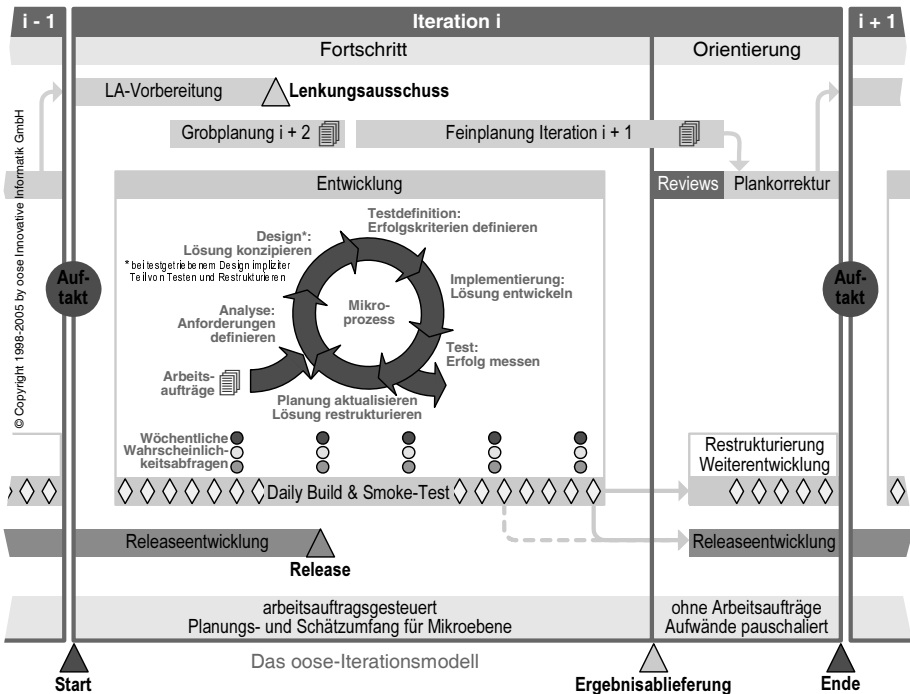 i - 1
Iteration i
i + 1
Fortschritt
Orientierung
LA-Vorbereitung
Lenkungsausschuss
Grobplanung i + 2
Feinplanung Iteration i + 1
Entwicklung
Reviews
Plankorrektur
© Copyright 1998-2005 by oose Innovative Informatik GmbH
Auf-
takt
Testdefinition:
Erfolgskriterien definieren
Design*:
Lösung konzipieren
* bei testgetriebenem Design impliziter
Teil von Testen und Restrukturieren
Implementierung:
Lösung entwickeln
Mikro-
prozess
Analyse:
Anforderungen
definieren
Test:
Erfolg messen
Arbeits-
aufträge
Planung aktualisieren
Lösung restrukturieren
Auf-
takt
Wöchentliche
Wahrscheinlich-
keitsabfragen
Restrukturierung
Weiterentwicklung
Daily Build & Smoke-Test
Releaseentwicklung
Release
Releaseentwicklung
arbeitsauftragsgesteuert
Planungs- und Schätzumfang für Mikroebene
ohne Arbeitsaufträge
Aufwände pauschaliert
Das oose-Iterationsmodell
Start
Ergebnisablieferung
Ende